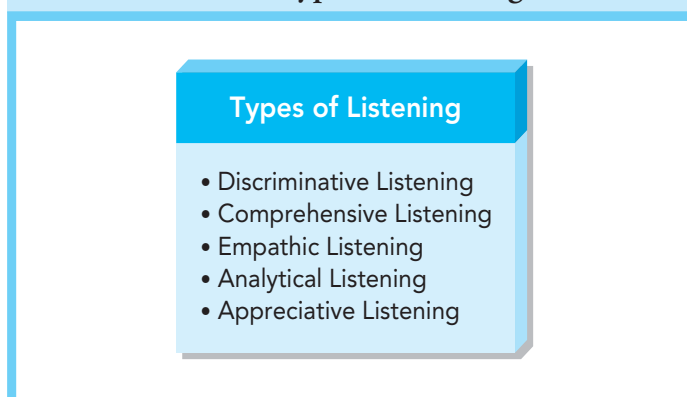 Types of Listening
• Discriminative Listening
• Comprehensive Listening
• Empathic Listening
• Analytical Listening
• Appreciative Listening